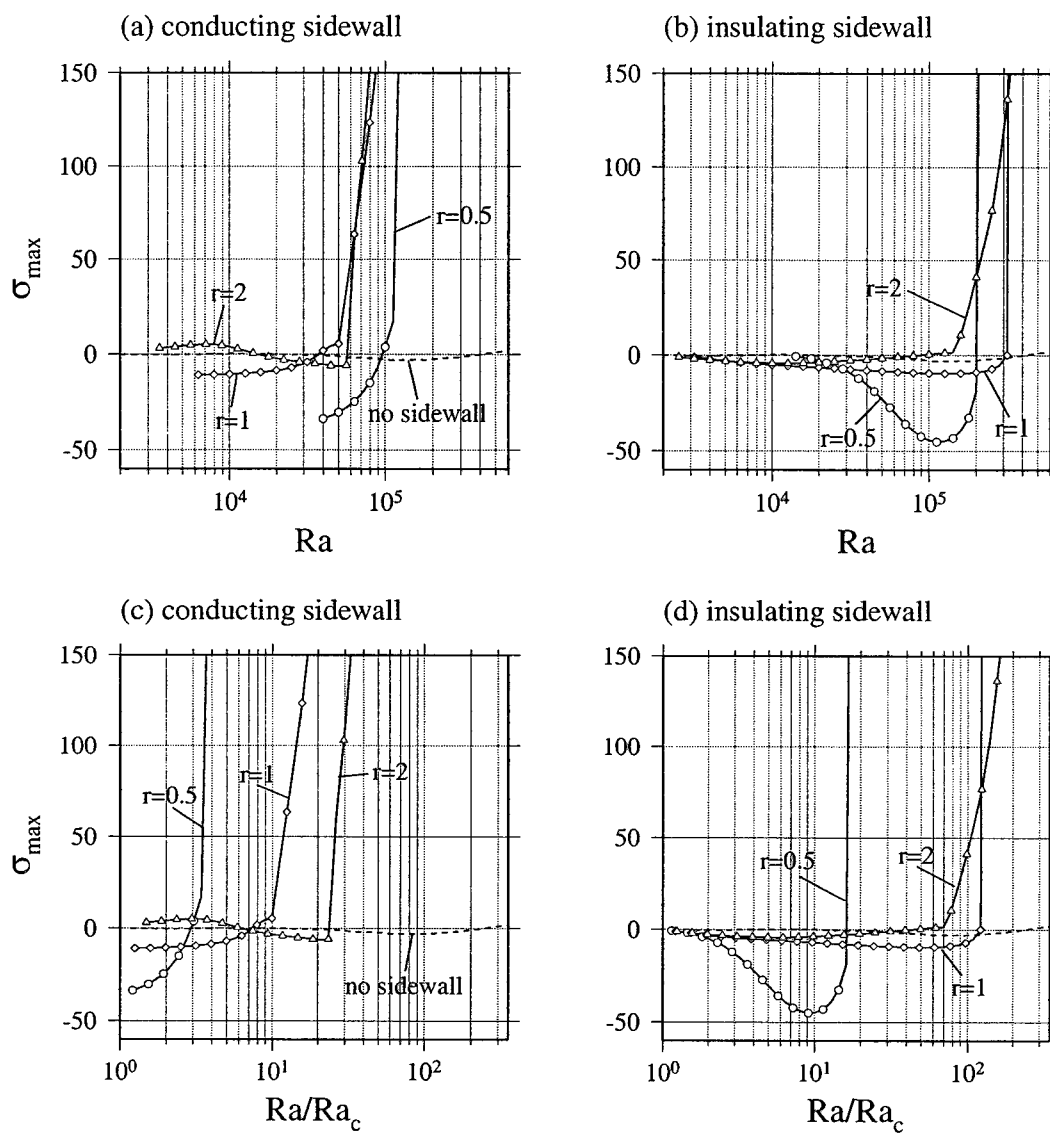 (a) conducting sidewall
(b) insulating sidewall
σmax
150
100
50
0
-50
r=2
r=1
r=0.5
no sidewall
10⁴
10⁵
Ra
150
100
50
0
-50
r=2
r=0.5
r=1
10⁴
10⁵
Ra
(c) conducting sidewall
(d) insulating sidewall
σmax
150
100
50
0
-50
r=0.5
r=1
r=2
no sidewall
10⁰
10¹
10²
Ra/Rac
150
100
50
0
-50
r=0.5
r=2
r=1
10⁰
10¹
10²
Ra/Rac